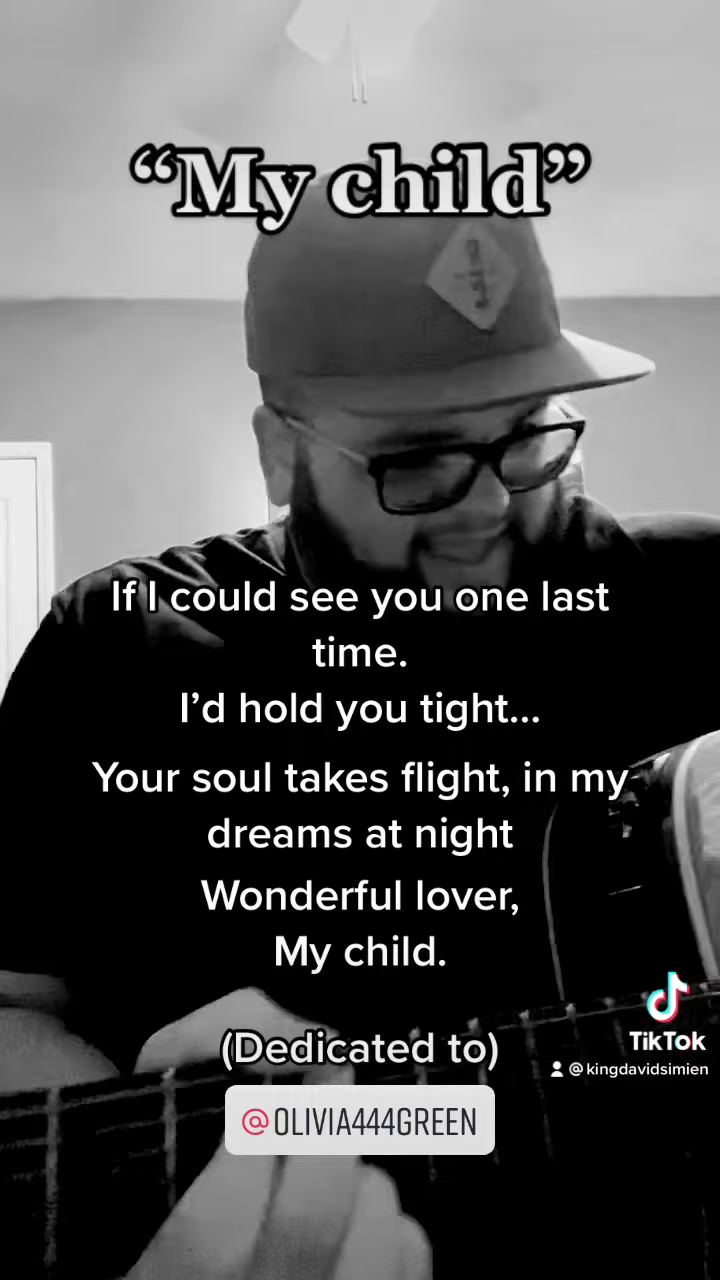 “My child”
If I could see you one last
time.
I’d hold you tight...
Your soul takes flight, in my
dreams at night
Wonderful lover,
My child.
(Dedicated to)
@OLIVIA444GREEN
TikTok
@kingdavidsimien